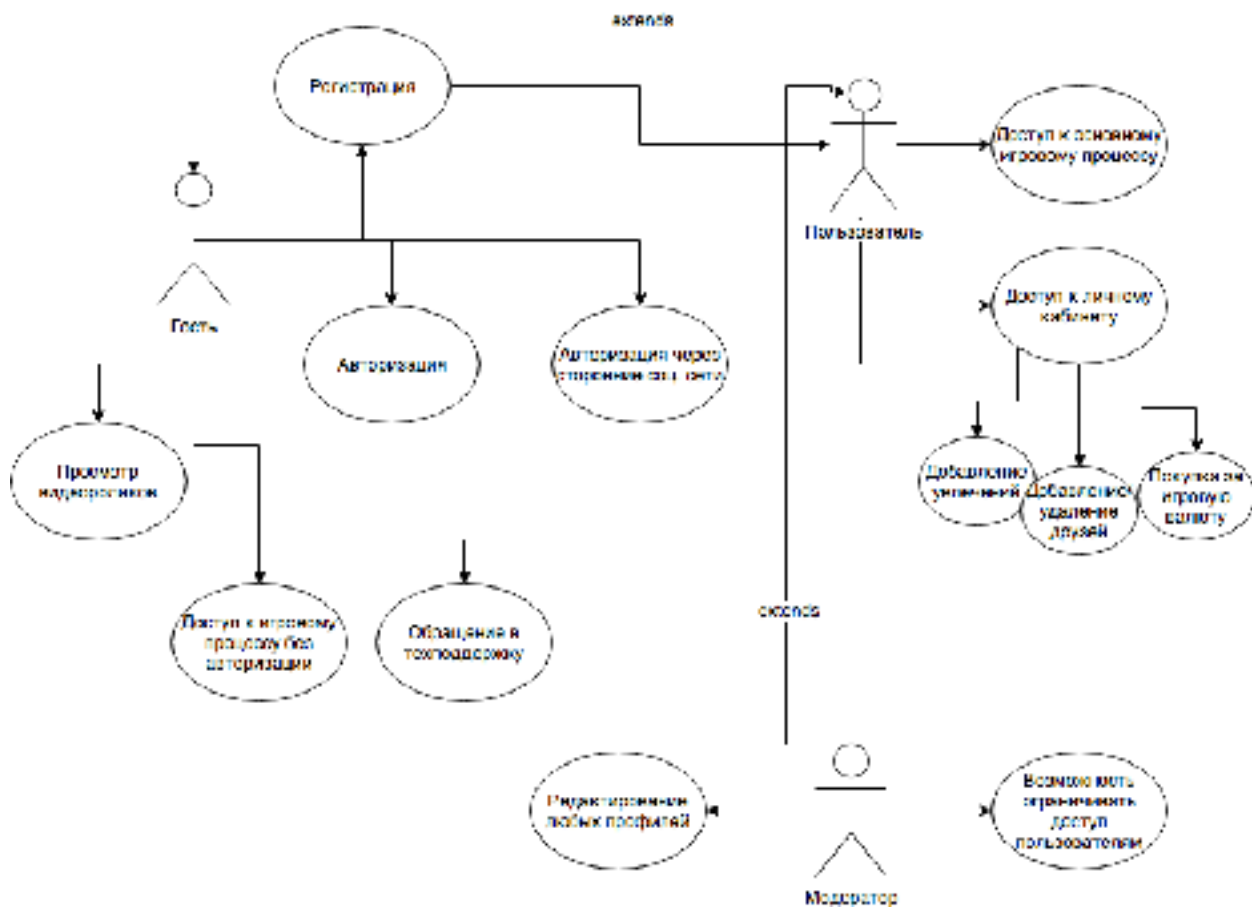 extends
Регистрация
Доступ к основному
игровому процессу
Пользователь
Гость
Доступ к личному
кабинету
Авторизация
Авторизация через
сторонние соц. сети
Просмотр
видеороликов
Добавление
увлечений
Добавление/
удаление
друзей
Покупка за
игровую
валюту
extends
Доступ к игровому
процессу без
авторизации
Обращение в
техподдержку
Редактирование
любых профилей
Возможность
ограничивать
доступ
пользователям
Модератор